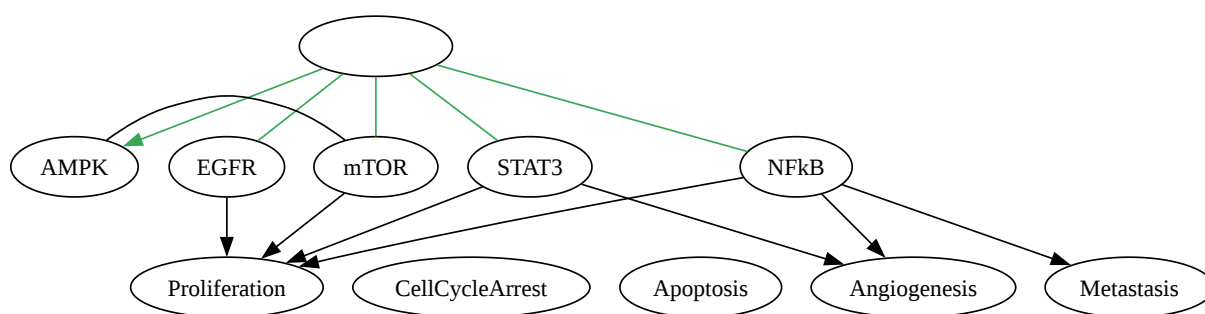 AMPK EGFR mTOR STAT3 NFkB
Proliferation CellCycleArrest Apoptosis Angiogenesis Metastasis